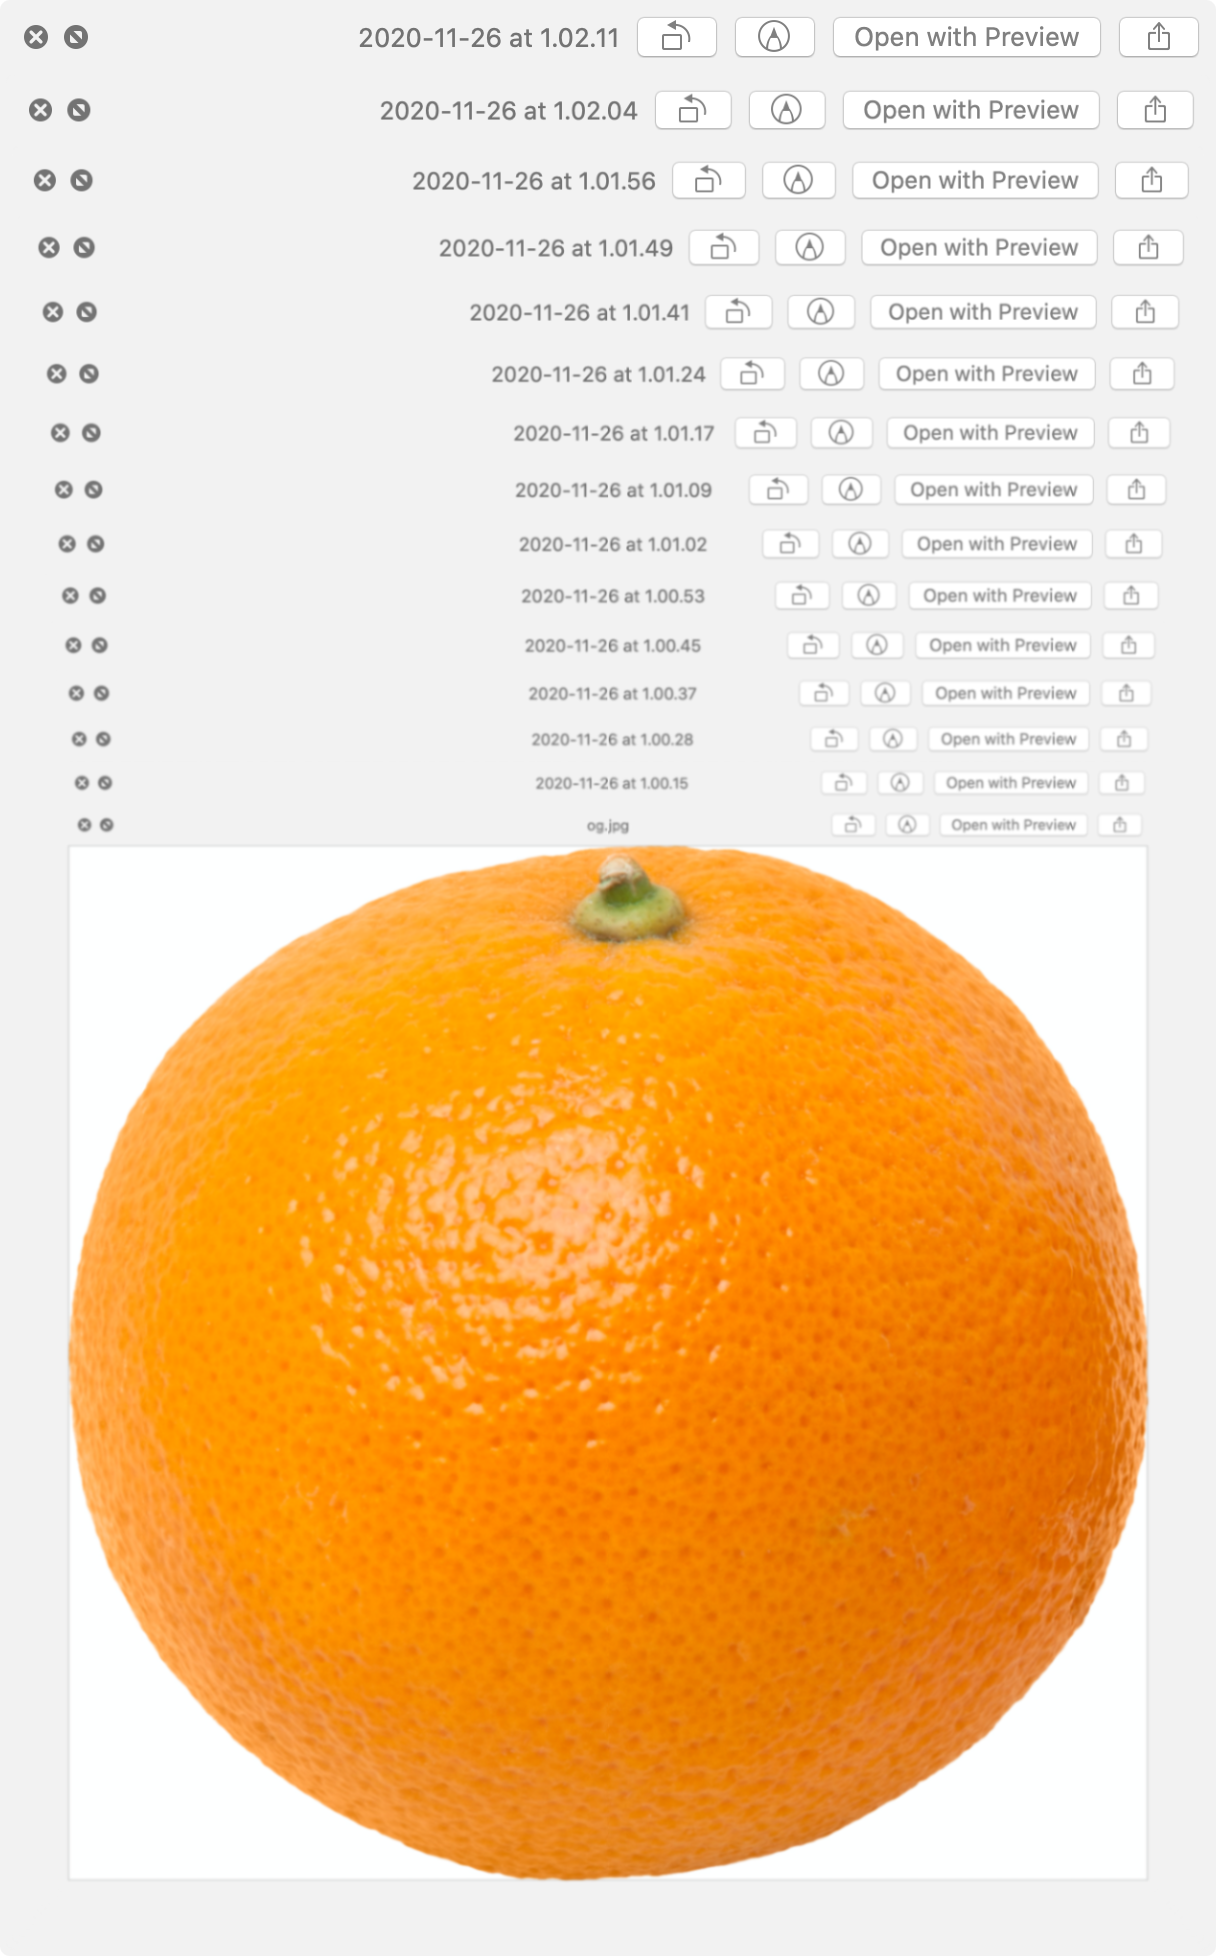 2020-11-26 at 1.02.11 Open with Preview
2020-11-26 at 1.02.04 Open with Preview
2020-11-26 at 1.01.56 Open with Preview
2020-11-26 at 1.01.49 Open with Preview
2020-11-26 at 1.01.41 Open with Preview
2020-11-26 at 1.01.24 Open with Preview
2020-11-26 at 1.01.17 Open with Preview
2020-11-26 at 1.01.09 Open with Preview
2020-11-26 at 1.01.02 Open with Preview
2020-11-26 at 1.00.53 Open with Preview
2020-11-26 at 1.00.45 Open with Preview
2020-11-26 at 1.00.37 Open with Preview
2020-11-26 at 1.00.28 Open with Preview
2020-11-26 at 1.00.15 Open with Preview
og.jpg Open with Preview